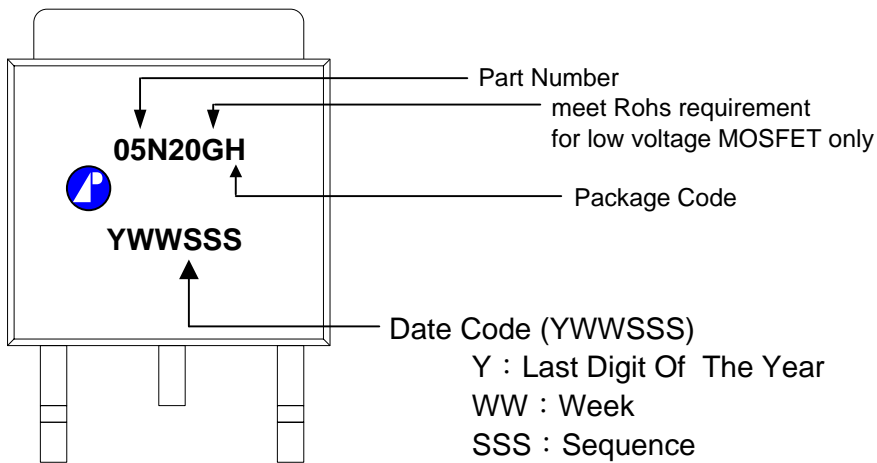 Part Number
meet Rohs requirement
for low voltage MOSFET only
05N20GH
Package Code
YWWSSS
Date Code (YWWSSS)
Y：Last Digit Of The Year
WW：Week
SSS：Sequence